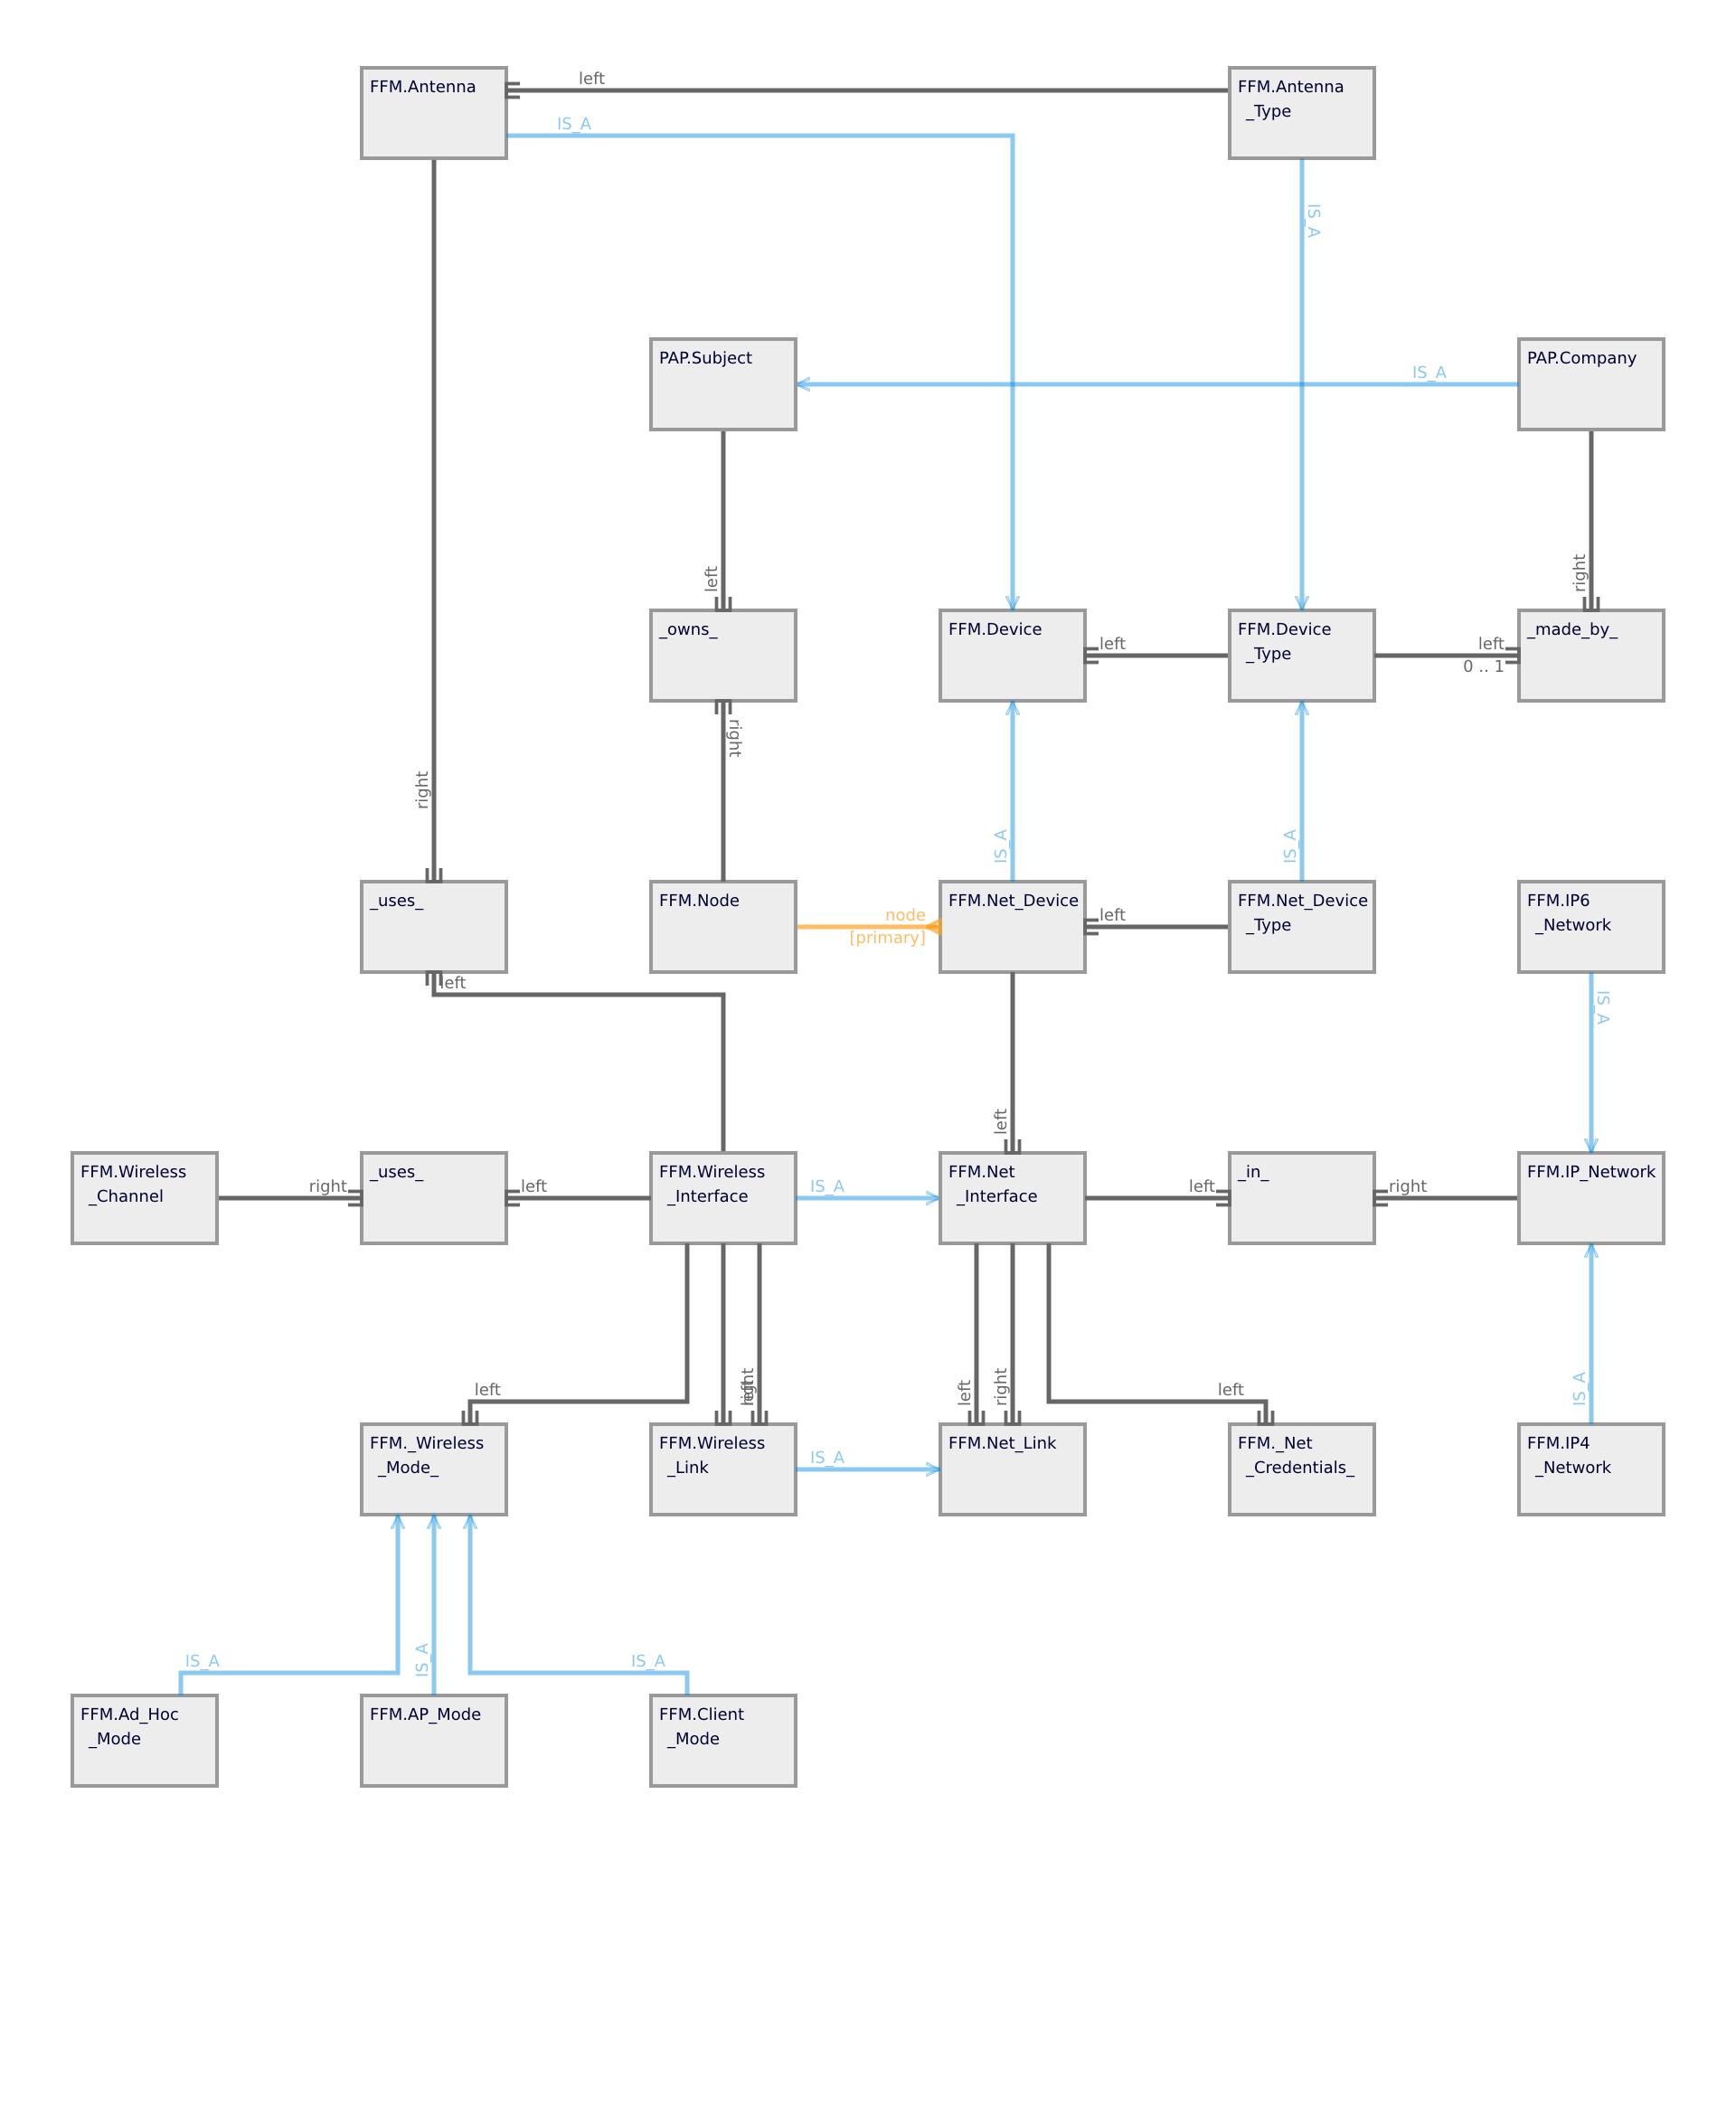 left
FFM.Antenna
FFM.Antenna
_Type
IS_A
IS_A
PAP.Subject
PAP.Company
IS_A
left
right
_owns_
FFM.Device
left
FFM.Device
_Type
left
0 .. 1
_made_by_
right
right
IS_A
IS_A
_uses_
FFM.Node
node
[primary]
FFM.Net_Device
left
FFM.Net_Device
_Type
FFM.IP6
_Network
left
IS_A
left
FFM.Wireless
_Channel
right
_uses_
left
FFM.Wireless
_Interface
IS_A
FFM.Net
_Interface
left
_in_
right
FFM.IP_Network
left
left
right
left
right
left
IS_A
FFM._Wireless
_Mode_
FFM.Wireless
_Link
IS_A
FFM.Net_Link
FFM._Net
_Credentials_
FFM.IP4
_Network
IS_A
IS_A
IS_A
FFM.Ad_Hoc
_Mode
FFM.AP_Mode
FFM.Client
_Mode